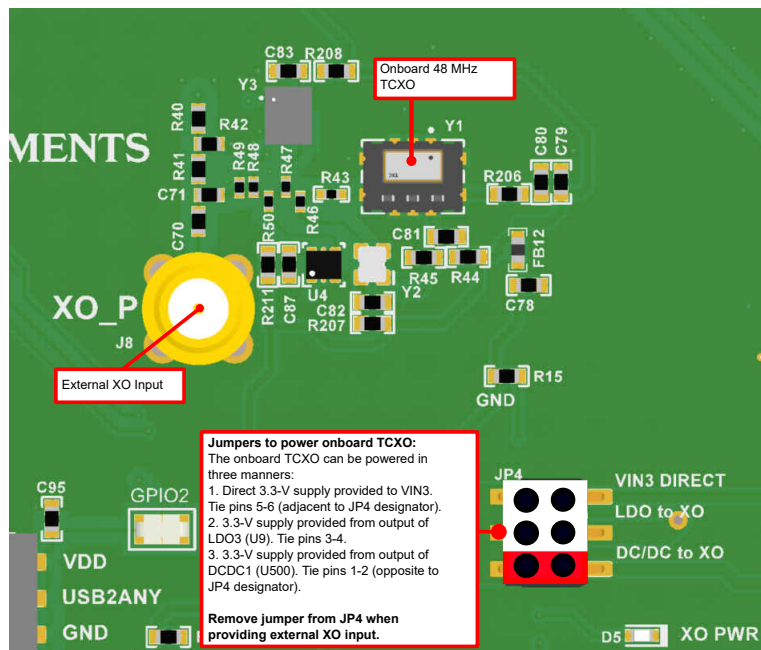 C83 R208
Y3
Onboard 48 MHz
TCXO
Y1
R40
R42
MENTS
R41
R49
R48
R47
R43
C71
R50
R46
C70
R206
C80
C79
C81
R45
R44
FB12
C78
Y2
U4
C82
R207
R211
C87
XO_P
J8
External XO Input
R15
GND
Jumpers to power onboard TCXO:
The onboard TCXO can be powered in
three manners:
1. Direct 3.3-V supply provided to VIN3.
Tie pins 5-6 (adjacent to JP4 designator).
2. 3.3-V supply provided from output of
LDO3 (U9). Tie pins 3-4.
3. 3.3-V supply provided from output of
DCDC1 (U500). Tie pins 1-2 (opposite to
JP4 designator).
Remove jumper from JP4 when
providing external XO input.
JP4
VIN3 DIRECT
LDO to XO
DC/DC to XO
C95
GPIO2
VDD
USB2ANY
GND
D5
XO PWR